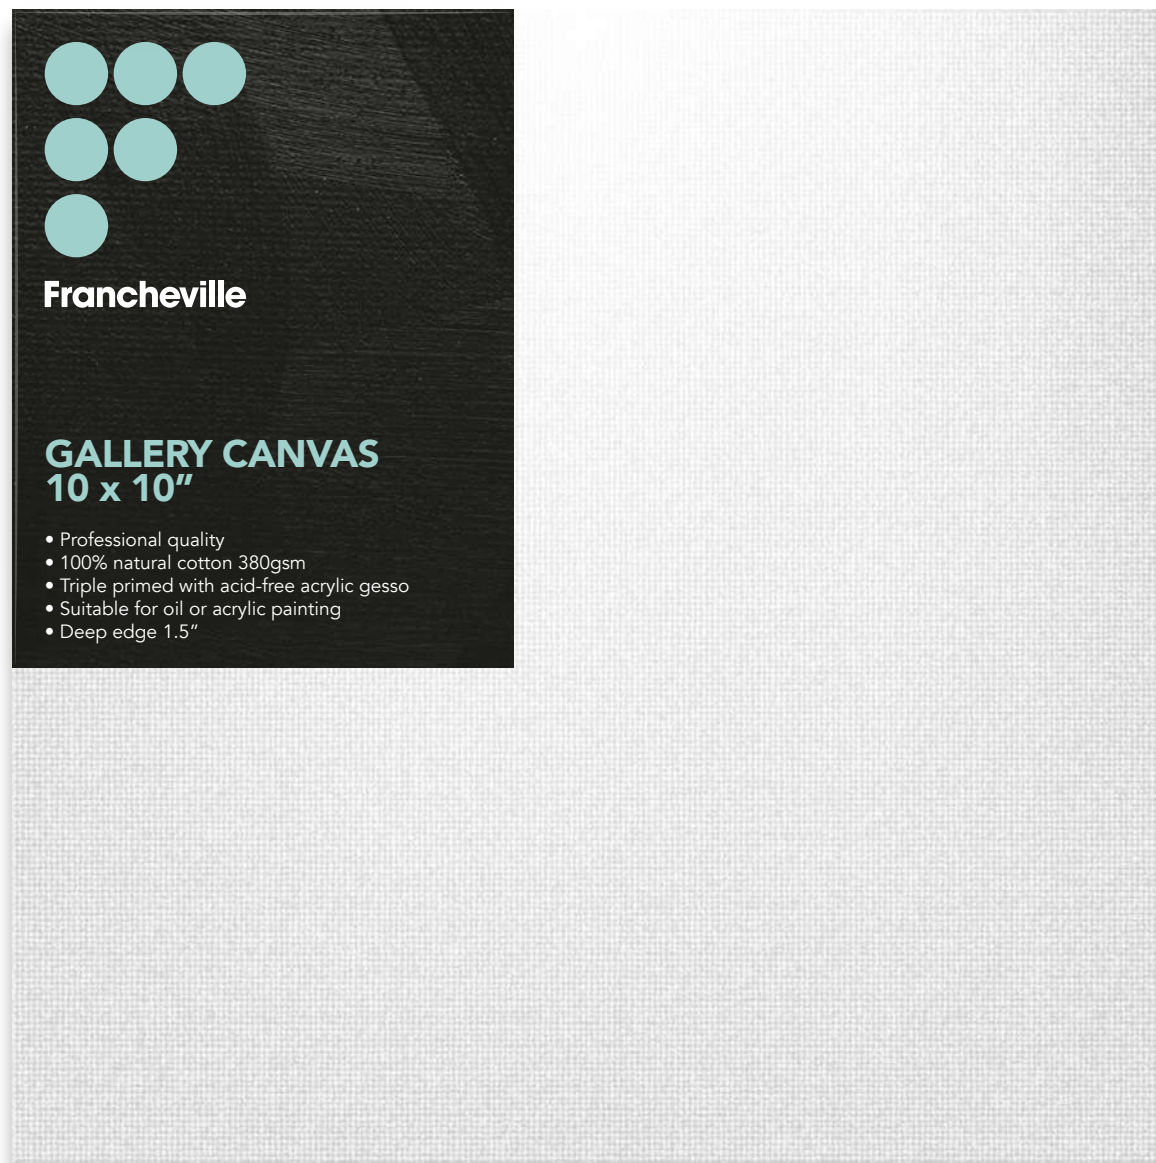 Francheville
GALLERY CANVAS
10 x 10”
• Professional quality
• 100% natural cotton 380gsm
• Triple primed with acid-free acrylic gesso
• Suitable for oil or acrylic painting
• Deep edge 1.5”